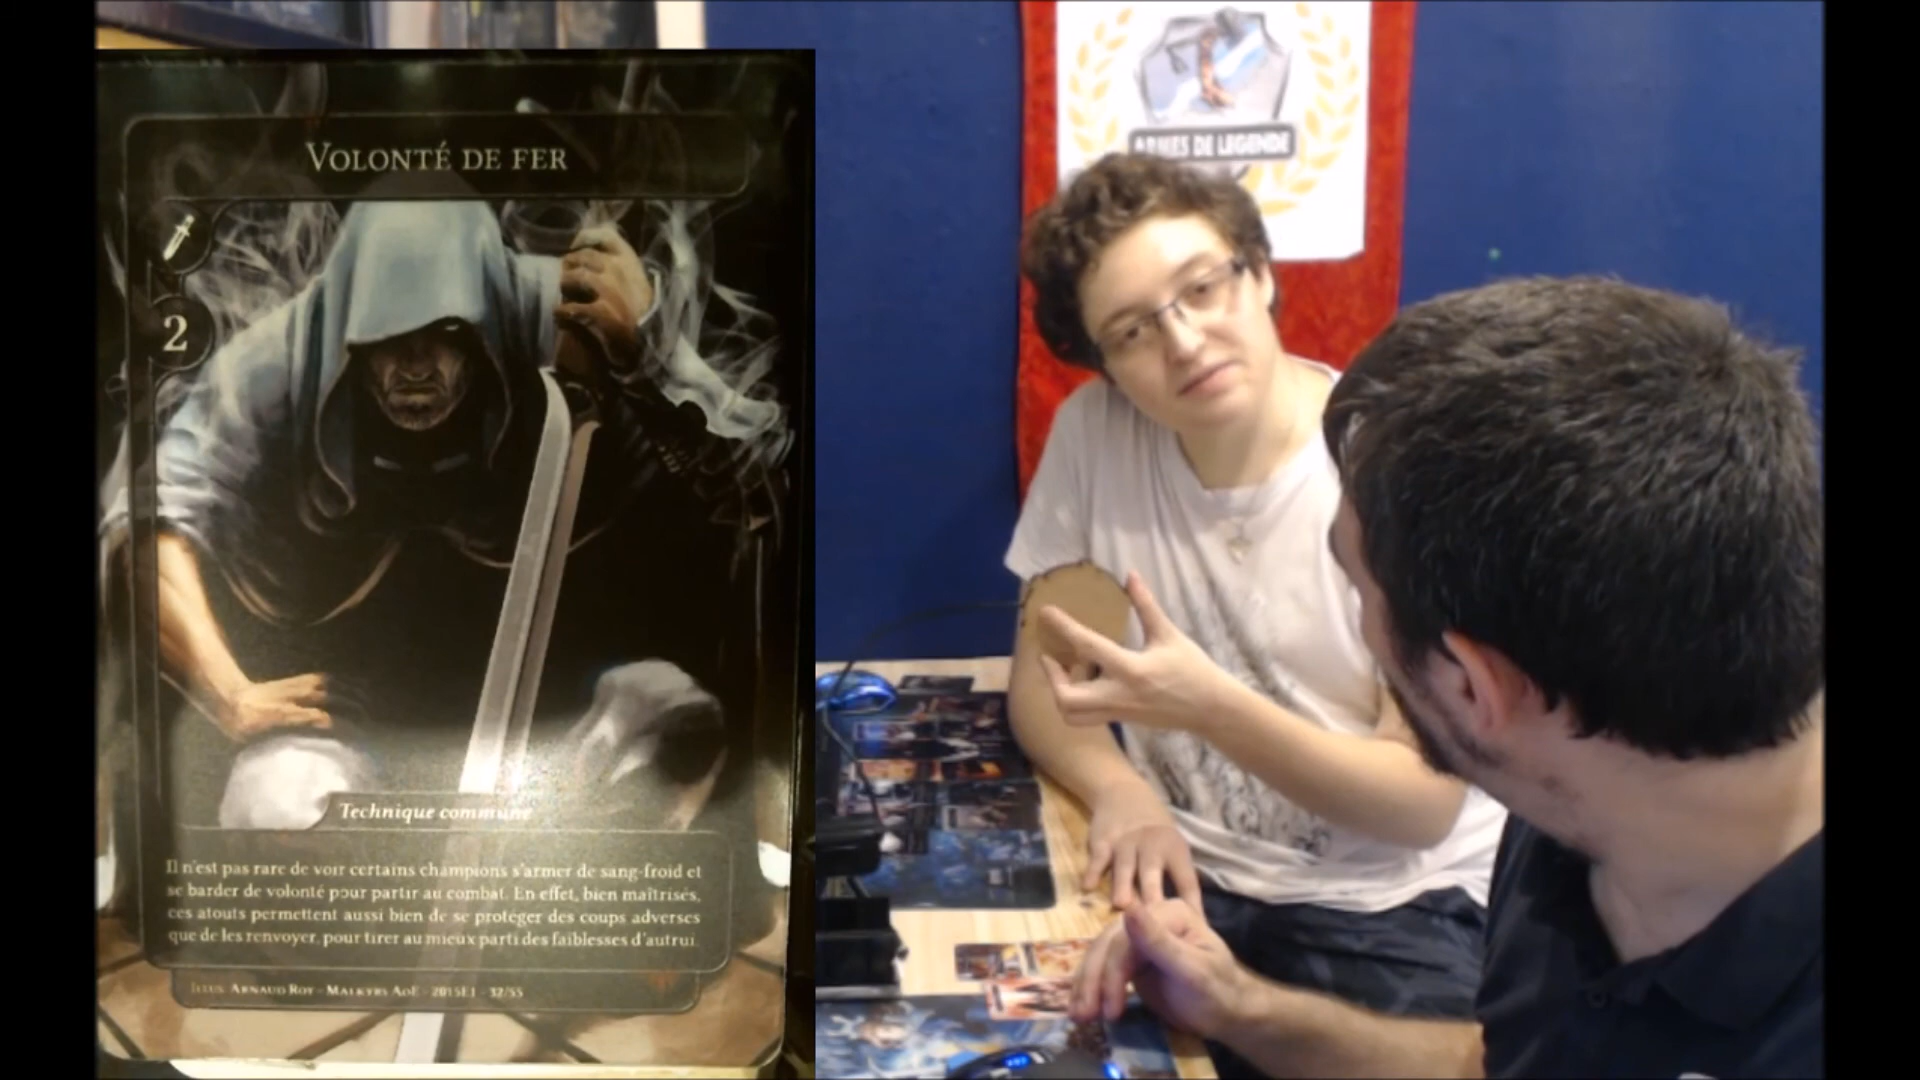 VOLONTÉ DE FER
2
Technique commune
Il n'est pas rare de voir certains champions s'armer de sang-froid et
se barder de volonté pour partir au combat. En effet, bien maîtrisés,
ces atouts permettent aussi bien de se protéger des coups adverses
que de les renvoyer, pour tirer au mieux parti des faiblesses d'autrui.
ILLUS. ARNAUD ROY - MALKYRS AOE - 2015E1 - 32/55
ARMES DE LEGENDE